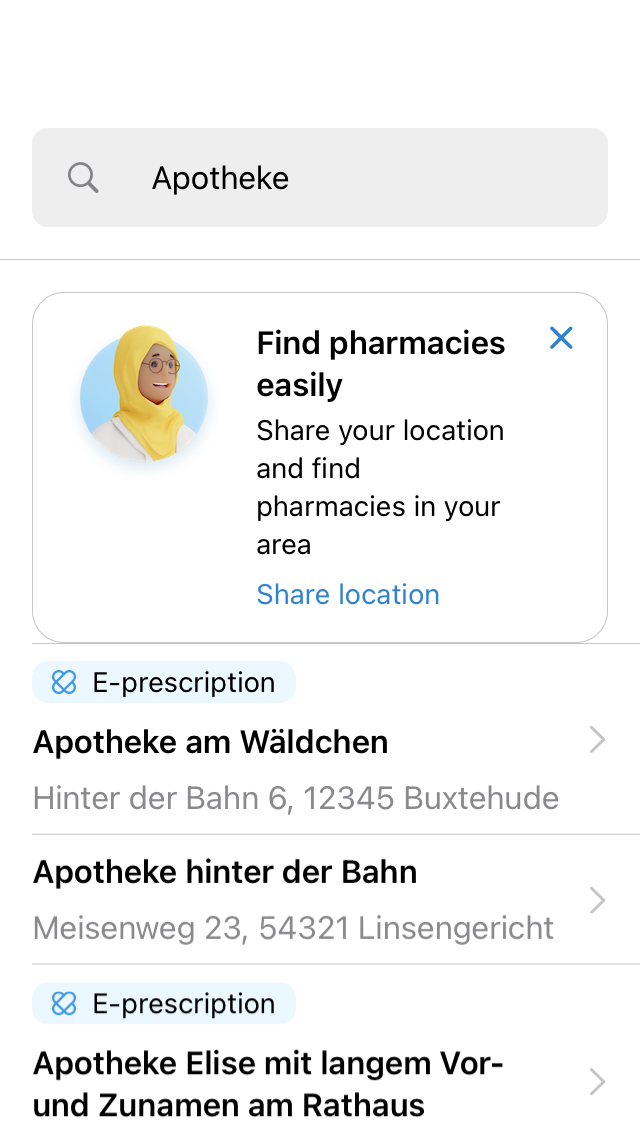 Apotheke
Find pharmacies
easily
Share your location
and find
pharmacies in your
area
Share location
E-prescription
Apotheke am Wäldchen
Hinter der Bahn 6, 12345 Buxtehude
Apotheke hinter der Bahn
Meisenweg 23, 54321 Linsengericht
E-prescription
Apotheke Elise mit langem Vor-
und Zunamen am Rathaus